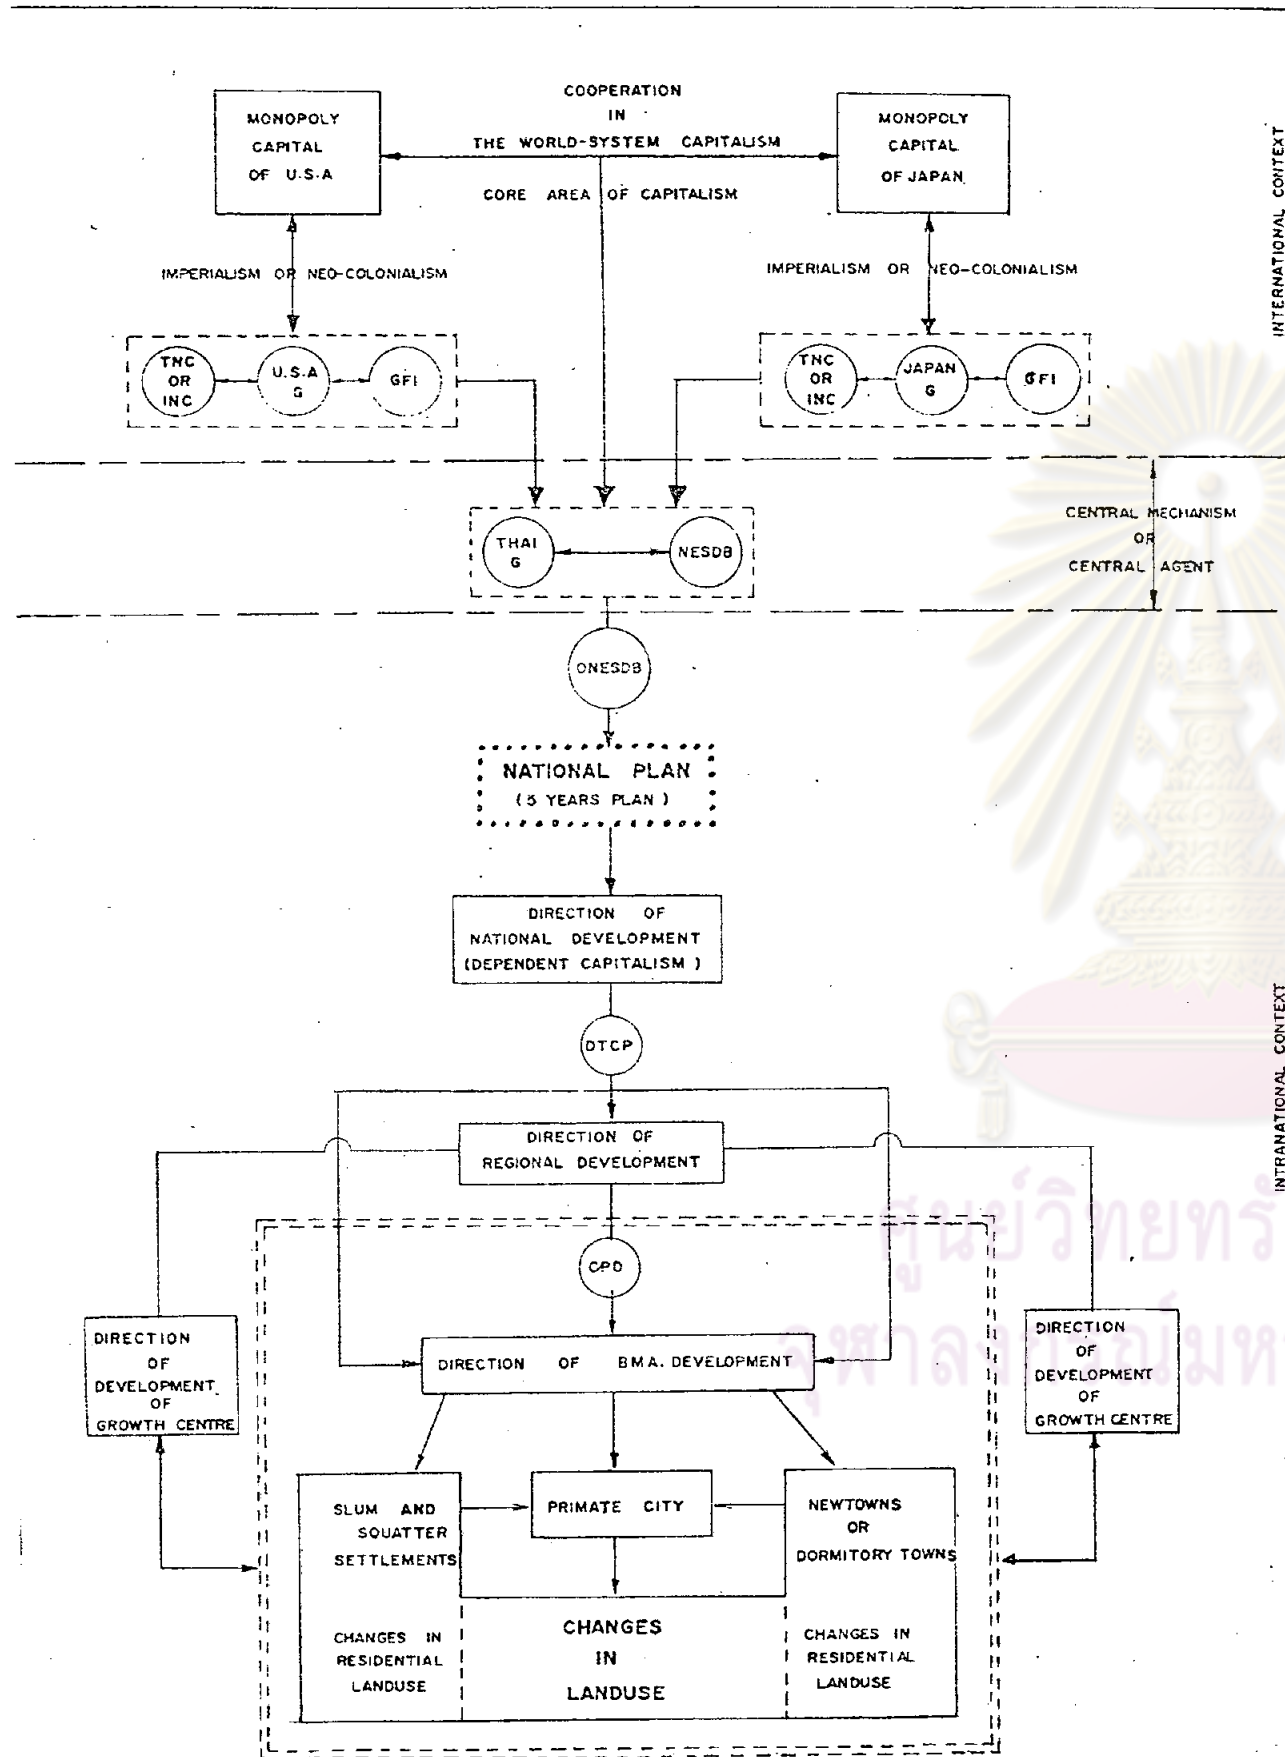 COOPERATION
IN
THE WORLD-SYSTEM CAPITALISM
CORE AREA OF CAPITALISM
MONOPOLY
CAPITAL
OF U.S.A
MONOPOLY
CAPITAL
OF JAPAN
INTERNATIONAL CONTEXT
IMPERIALISM OR NEO-COLONIALISM
IMPERIALISM OR NEO-COLONIALISM
TNC
OR
INC
U.S.A
G
GFI
TNC
OR
INC
JAPAN
G
GFI
THAI
G
NESDB
CENTRAL MECHANISM
OR
CENTRAL AGENT
ONESDB
NATIONAL PLAN
(5 YEARS PLAN)
DIRECTION OF
NATIONAL DEVELOPMENT
(DEPENDENT CAPITALISM)
INTRANATIONAL CONTEXT
DTCP
DIRECTION OF
REGIONAL DEVELOPMENT
ศูนย์วิทยทรั
จุฬาลงกรณ์มห
CPD
DIRECTION
OF
DEVELOPMENT
OF
GROWTH CENTRE
DIRECTION OF B.M.A. DEVELOPMENT
DIRECTION
OF
DEVELOPMENT
OF
GROWTH CENTRE
SLUM AND
SQUATTER
SETTLEMENTS
PRIMATE CITY
NEWTOWNS
OR
DORMITORY TOWNS
CHANGES IN
RESIDENTIAL
LANDUSE
CHANGES
IN
LANDUSE
CHANGES IN
RESIDENTIAL
LANDUSE